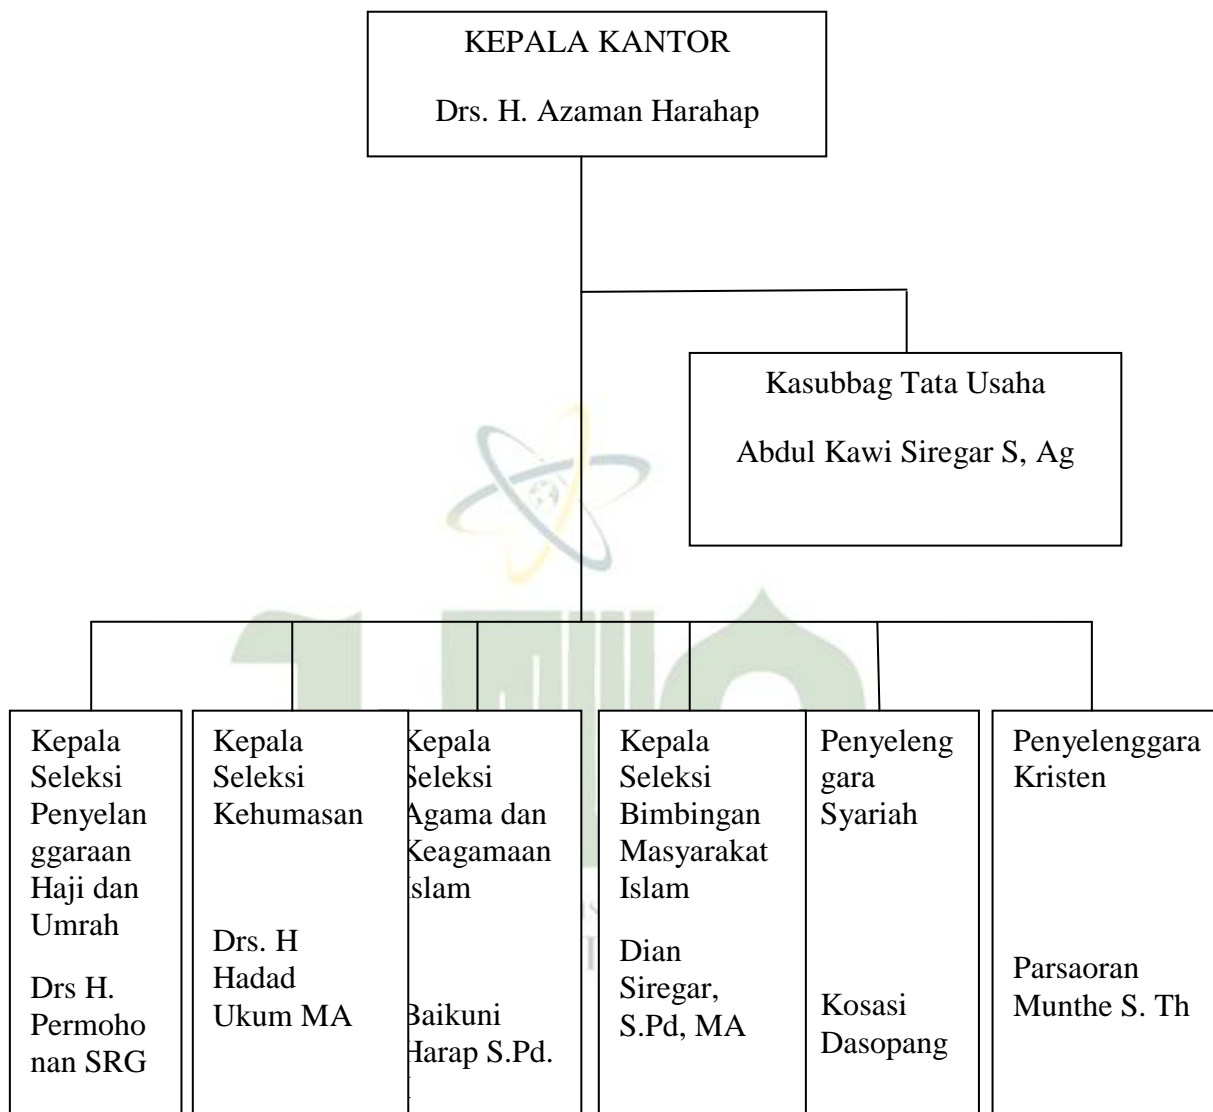 KEPALA KANTOR
Drs. H. Azaman Harahap
Kasubbag Tata Usaha
Abdul Kawi Siregar S, Ag
Kepala
Seleksi
Penyelan
ggaraan
Haji dan
Umrah
Drs H.
Permoho
nan SRG
Kepala
Seleksi
Kehumasan
Drs. H
Hadad
Ukum MA
Kepala
Seleksi
Agama dan
Keagamaan
Islam
Baikuni
Harap S.Pd.
Kepala
Seleksi
Bimbingan
Masyarakat
Islam
Dian
Siregar,
S.Pd, MA
Penyeleng
gara
Syariah
Kosasi
Dasopang
Penyelenggara
Kristen
Parsaoran
Munthe S. Th